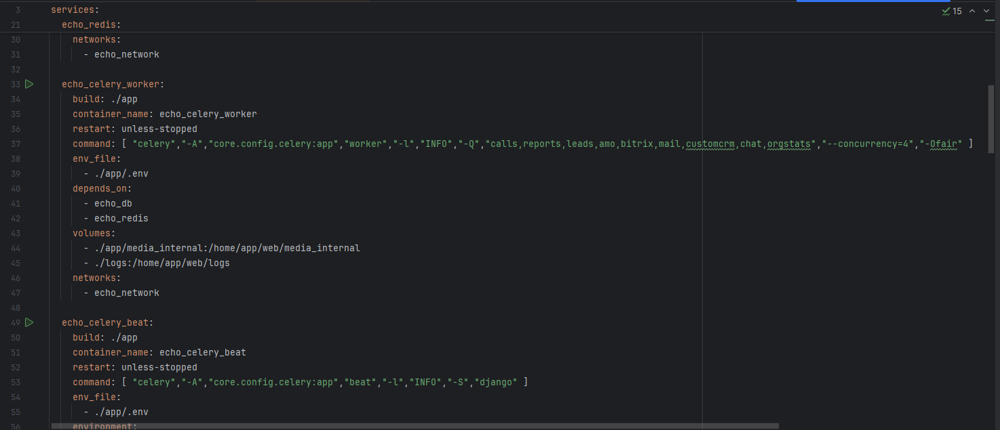 3 services:
15
21 echo_redis:
30 networks:
31 - echo_network
32
33 echo_celery_worker:
34 build: ./app
35 container_name: echo_celery_worker
36 restart: unless-stopped
37 command: [ "celery","-A","core.config.celery:app","worker","-l","INFO","-Q","calls,reports,leads,amo,bitrix,mail,customcrm,chat,orgstats","--concurrency=4","-Ofair" ]
38 env_file:
39 - ./app/.env
40 depends_on:
41 - echo_db
42 - echo_redis
43 volumes:
44 - ./app/media_internal:/home/app/web/media_internal
45 - ./logs:/home/app/web/logs
46 networks:
47 - echo_network
48
49 echo_celery_beat:
50 build: ./app
51 container_name: echo_celery_beat
52 restart: unless-stopped
53 command: [ "celery","-A","core.config.celery:app","beat","-l","INFO","-S","django" ]
54 env_file:
55 - ./app/.env
56 environment: